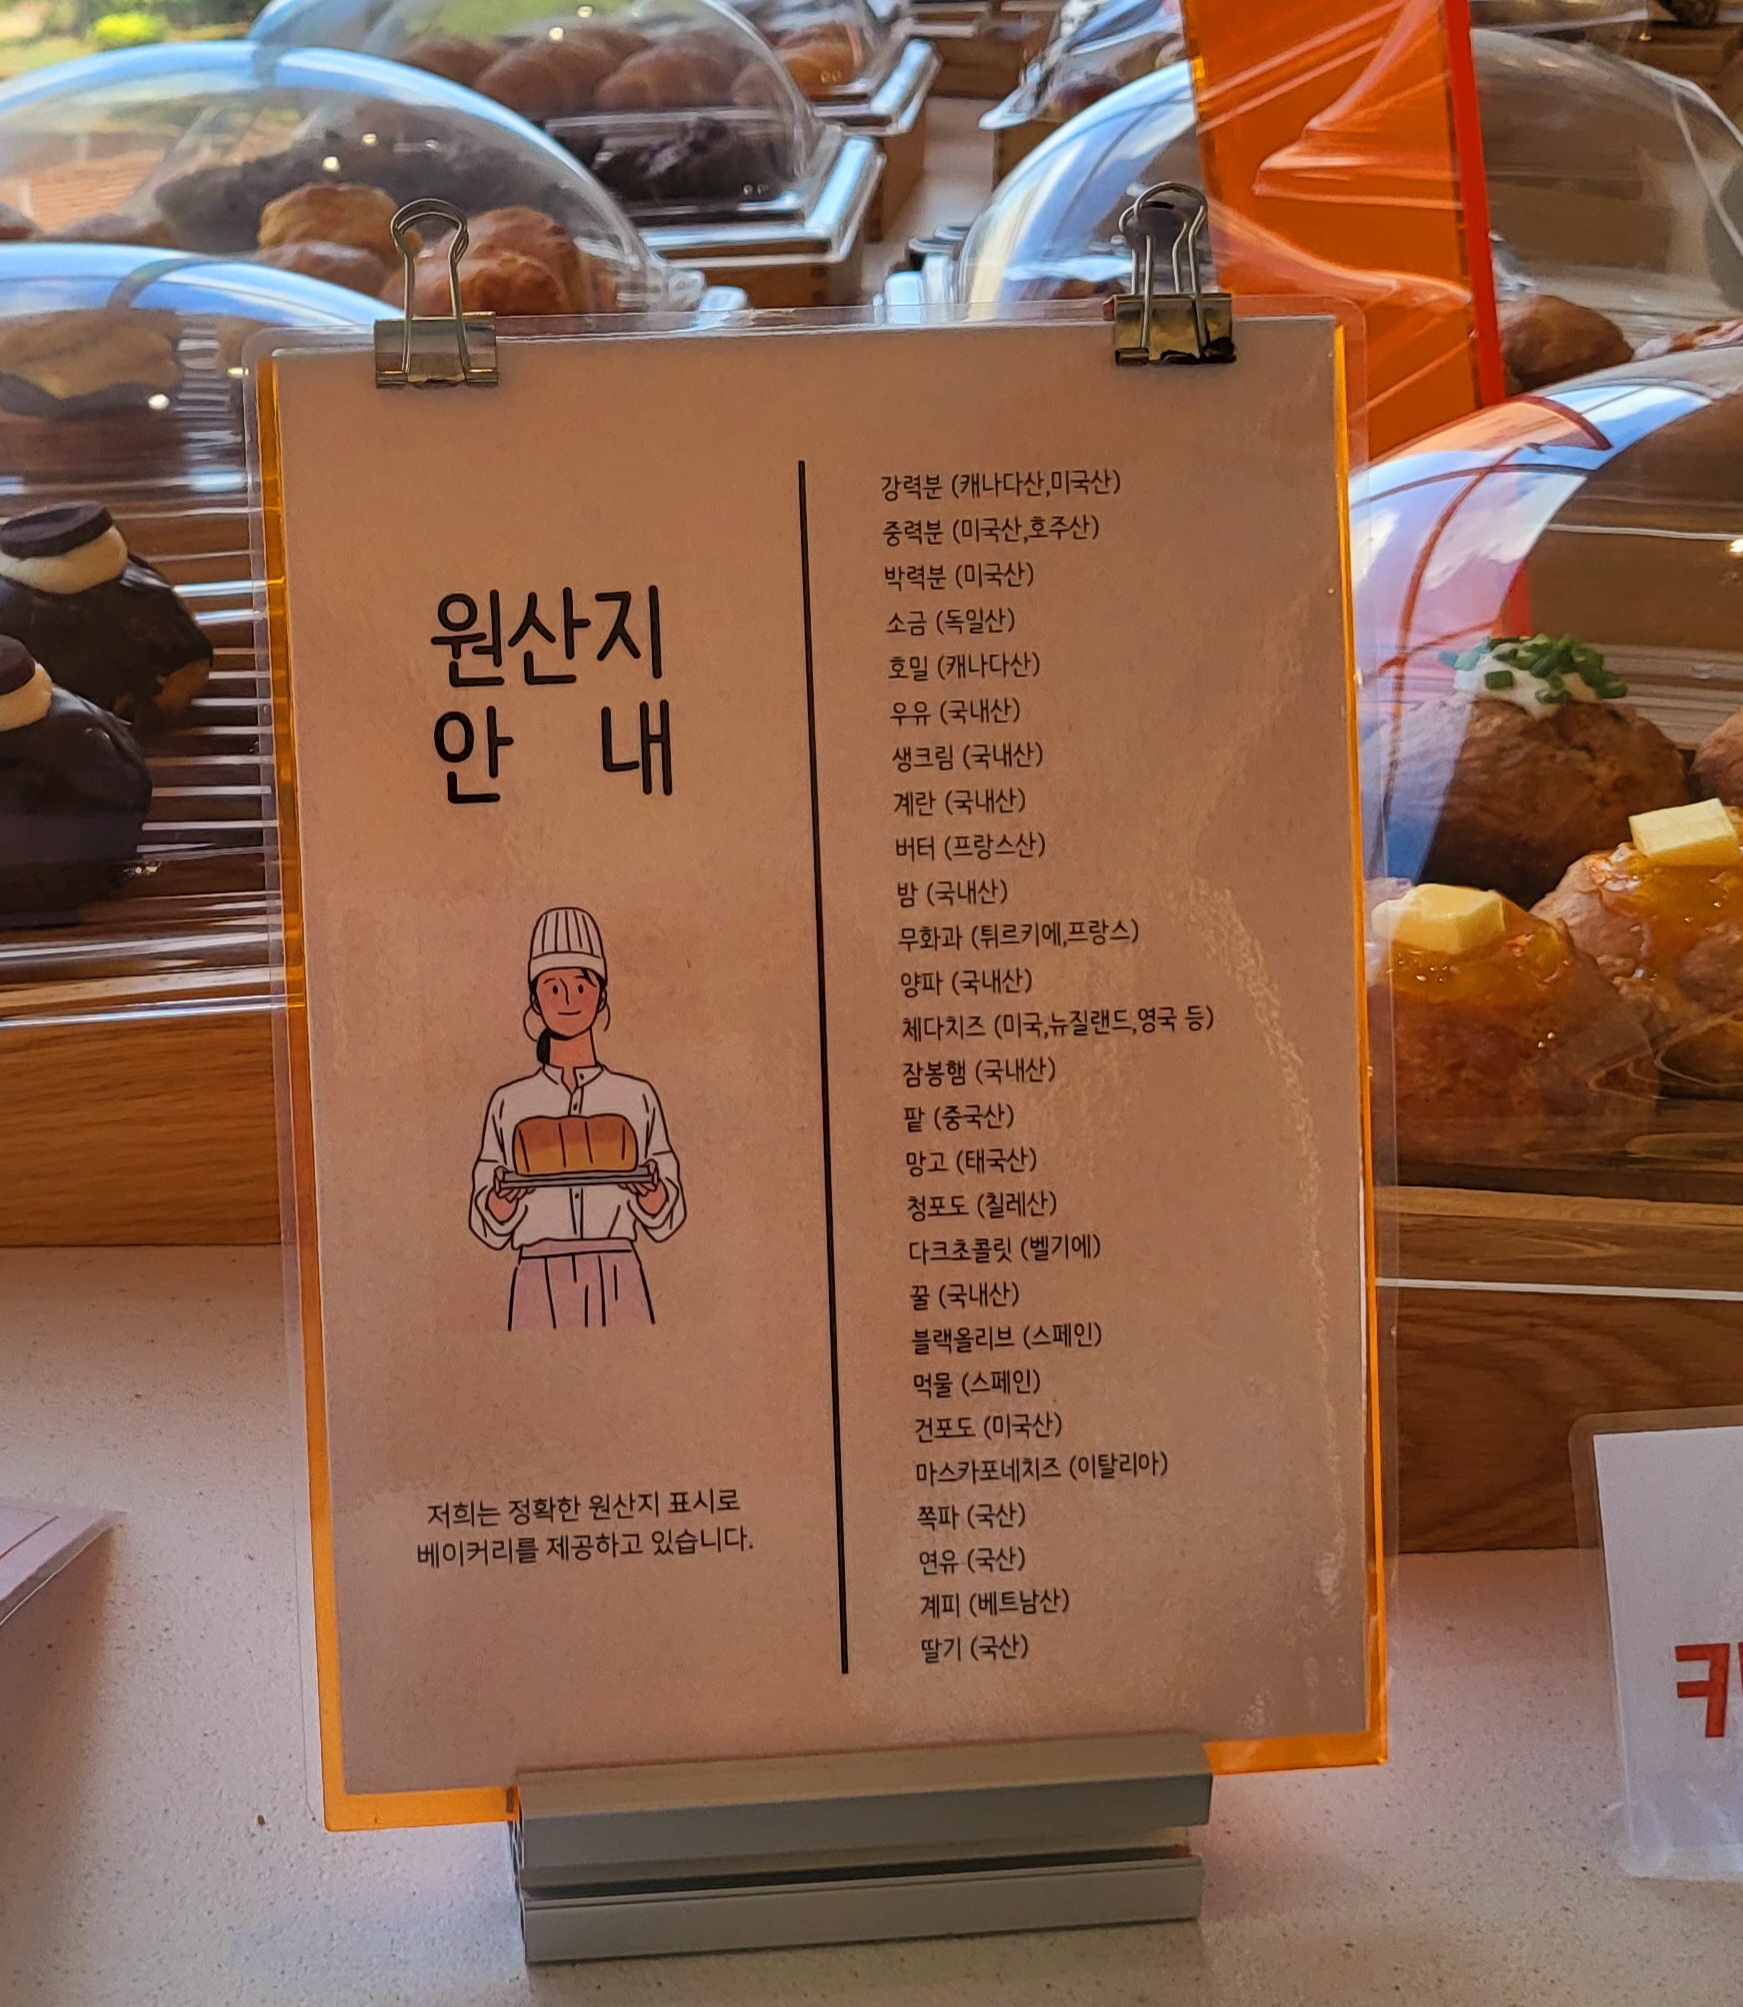 원산지
안 내
저희는 정확한 원산지 표시로
베이커리를 제공하고 있습니다.
강력분 (캐나다산,미국산)
중력분 (미국산,호주산)
박력분 (미국산)
소금 (독일산)
호밀 (캐나다산)
우유 (국내산)
생크림 (국내산)
계란 (국내산)
버터 (프랑스산)
밤 (국내산)
무화과 (튀르키에,프랑스)
양파 (국내산)
체다치즈 (미국,뉴질랜드,영국 등)
잠봉햄 (국내산)
팥 (중국산)
망고 (태국산)
청포도 (칠레산)
다크초콜릿 (벨기에)
꿀 (국내산)
블랙올리브 (스페인)
먹물 (스페인)
건포도 (미국산)
마스카포네치즈 (이탈리아)
쪽파 (국산)
연유 (국산)
계피 (베트남산)
딸기 (국산)